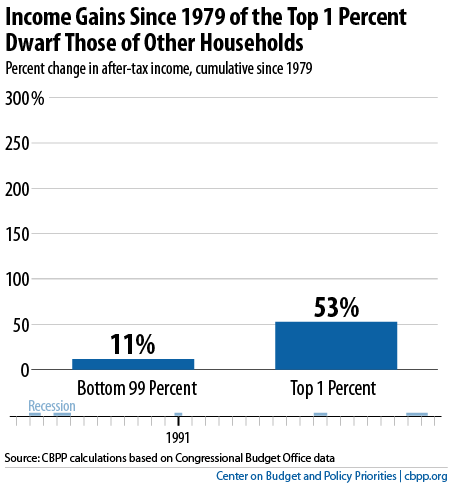 Income Gains Since 1979 of the Top 1 Percent
Dwarf Those of Other Households
Percent change in after-tax income, cumulative since 1979
300%
250
200
150
100
50
0
11%
53%
Bottom 99 Percent
Top 1 Percent
Recession
1991
Source: CBPP calculations based on Congressional Budget Office data
Center on Budget and Policy Priorities | cbpp.org